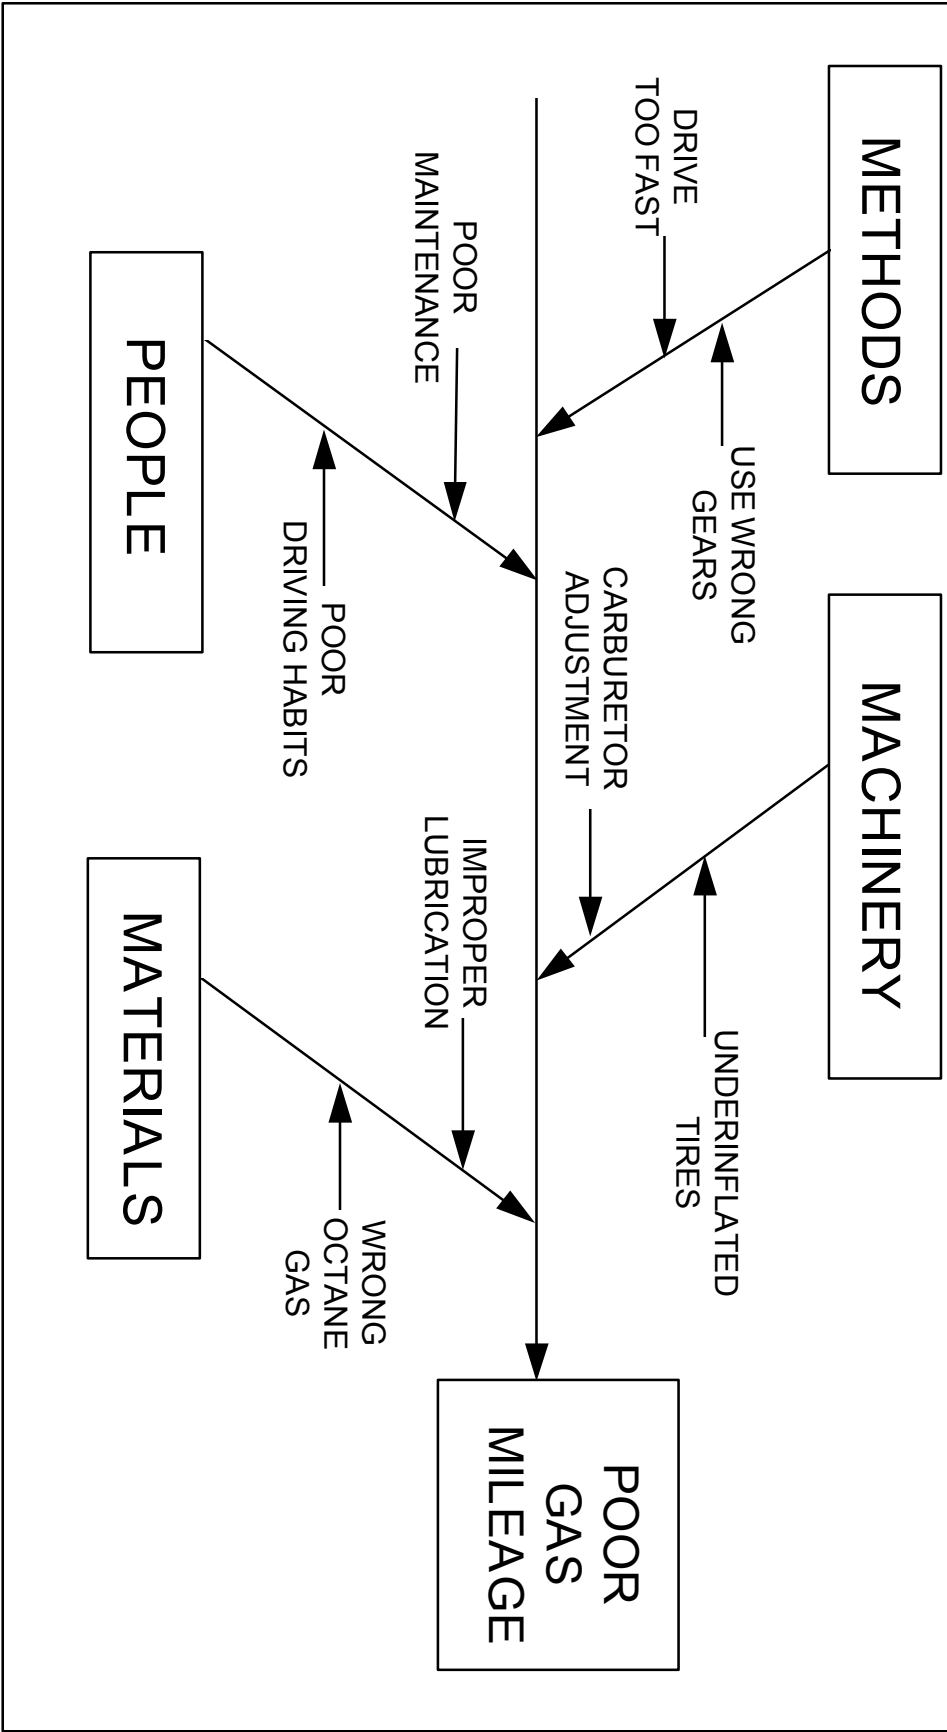 METHODS
MACHINERY
DRIVE
TOO FAST
USE WRONG
GEARS
CARBURETOR
ADJUSTMENT
UNDERINFLATED
TIRES
POOR
GAS
MILEAGE
POOR
MAINTENANCE
POOR
DRIVING HABITS
IMPROPER
LUBRICATION
WRONG
OCTANE
GAS
PEOPLE
MATERIALS